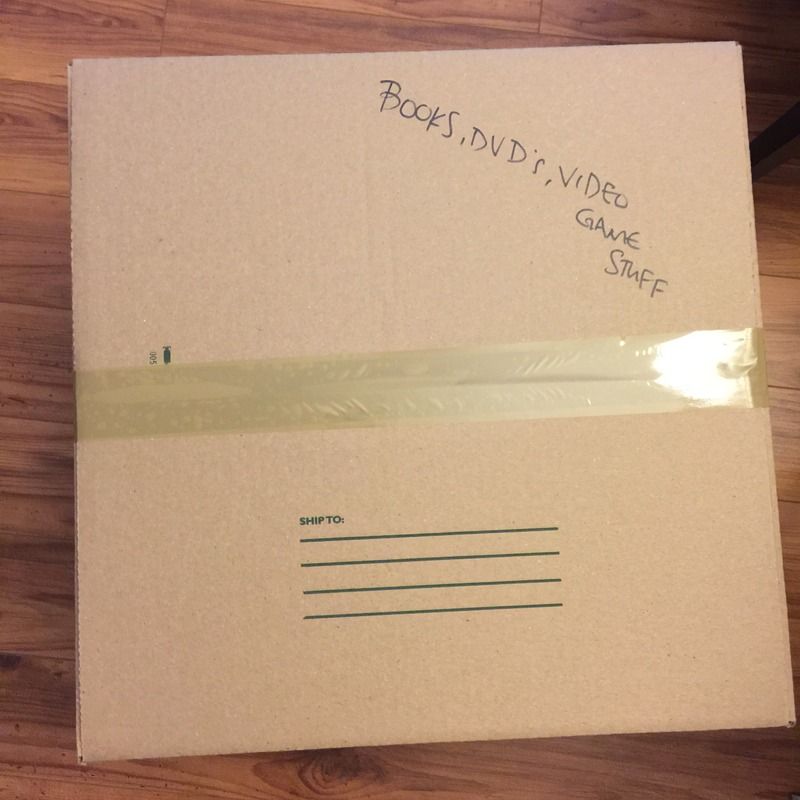 BOOKS, DVD's, VIDEO
GAME
STUFF
SHIP TO: